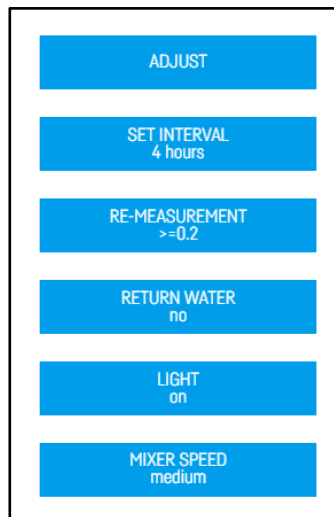 ADJUST
SET INTERVAL
4 hours
RE-MEASUREMENT
>=0.2
RETURN WATER
no
LIGHT
on
MIXER SPEED
medium